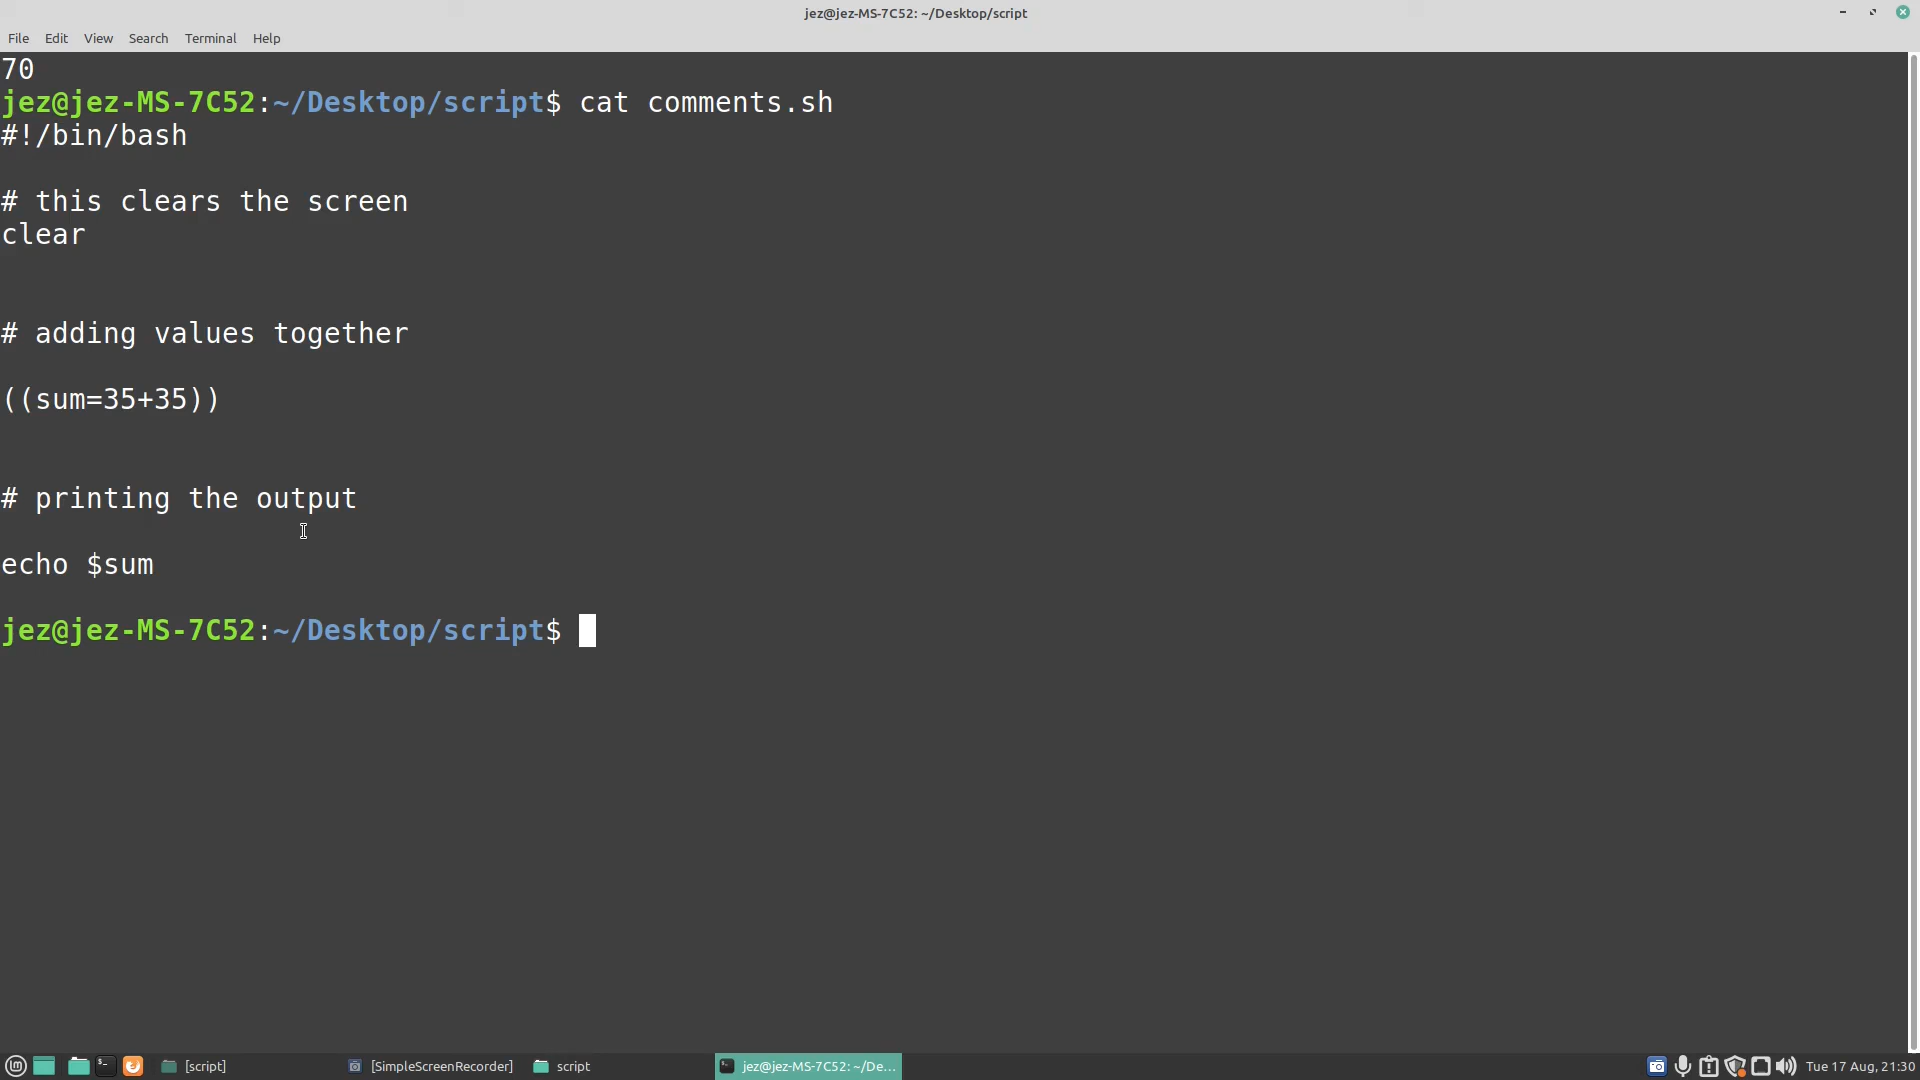 jez@jez-MS-7C52: ~/Desktop/script
File Edit View Search Terminal Help
70
jez@jez-MS-7C52:~/Desktop/script$ cat comments.sh
#!/bin/bash
# this clears the screen
clear
# adding values together
((sum=35+35))
# printing the output
echo $sum
jez@jez-MS-7C52:~/Desktop/script$
[script] [SimpleScreenRecorder] script jez@jez-MS-7C52: ~/De... Tue 17 Aug, 21:30